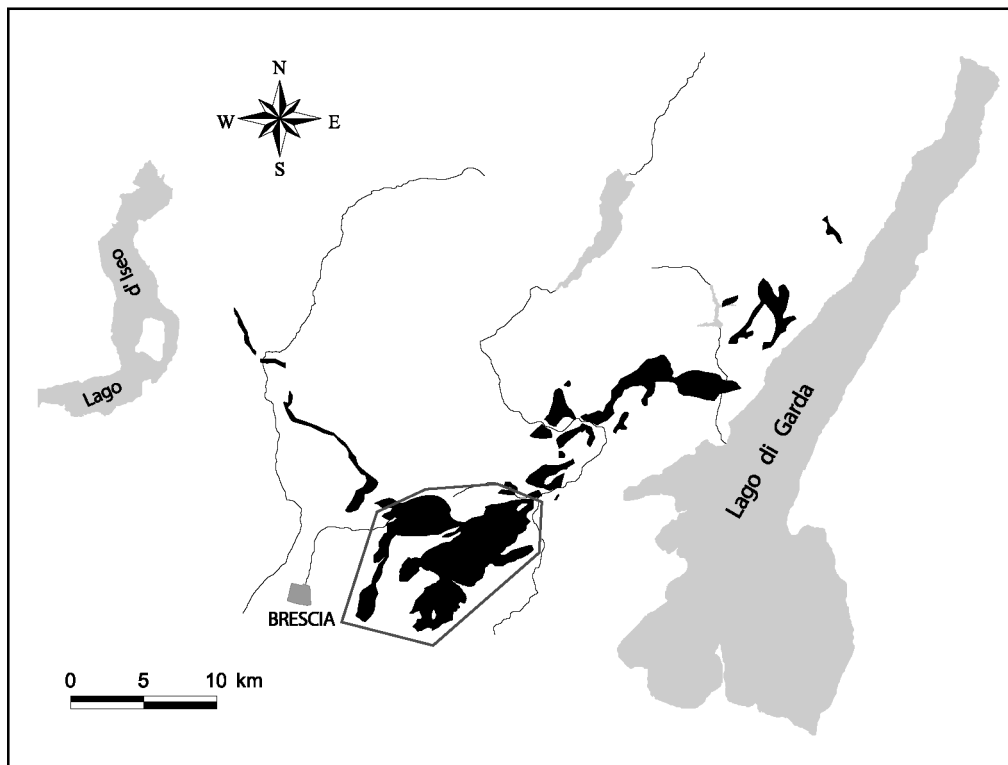 N
W E
S
d'Iseo
Lago
Lago di Garda
BRESCIA
0 5 10 km